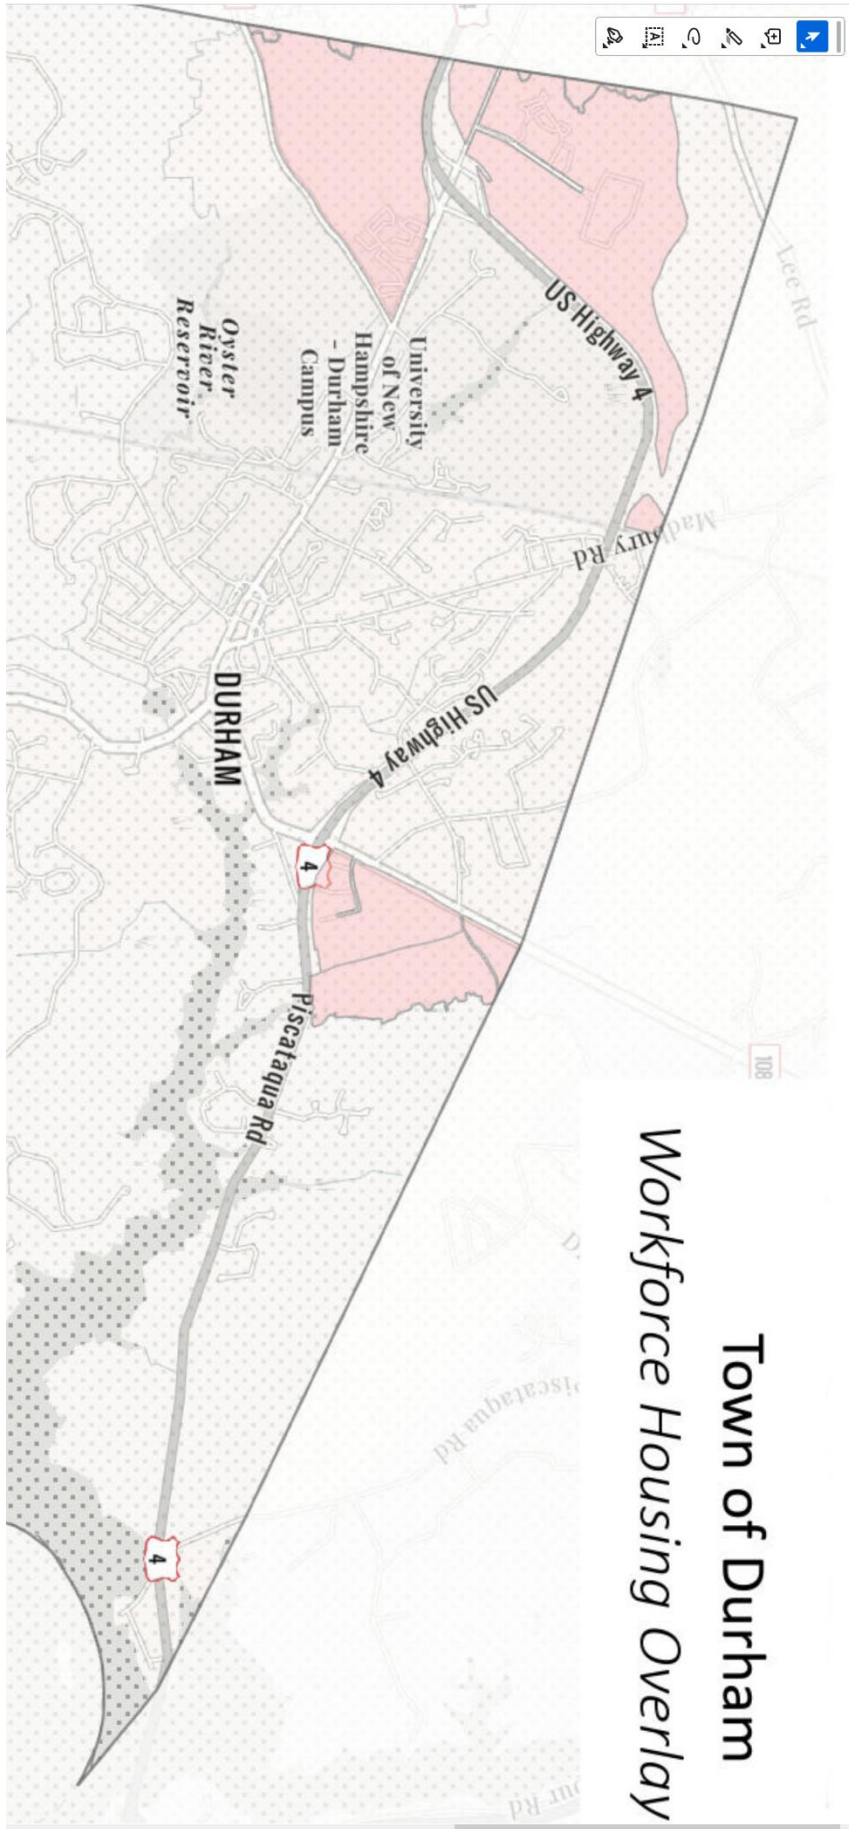 Town of Durham
Workforce Housing Overlay
Lee Rd
US Highway 4
Madbury Rd
University
of New
Hampshire
- Durham
Campus
Oyster
River
Reservoir
US Highway 4
DURHAM
4
Piscataqua Rd
108
Piscataqua Rd
4
Rd
A